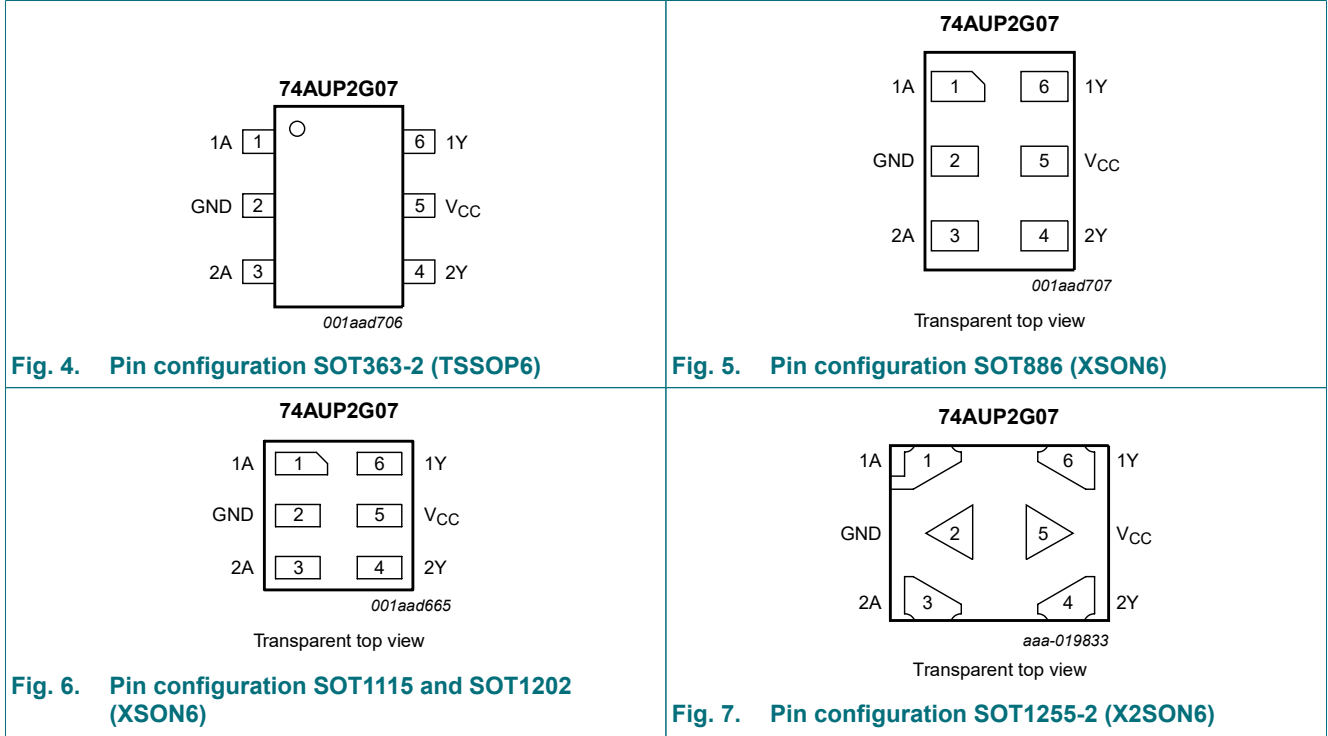 74AUP2G07
1A 1 6 1Y
GND 2 5 VCC
2A 3 4 2Y
001aad706
Fig. 4. Pin configuration SOT363-2 (TSSOP6)
74AUP2G07
1A 1 6 1Y
GND 2 5 VCC
2A 3 4 2Y
001aad707
Transparent top view
Fig. 5. Pin configuration SOT886 (XSON6)
74AUP2G07
1A 1 6 1Y
GND 2 5 VCC
2A 3 4 2Y
001aad665
Transparent top view
Fig. 6. Pin configuration SOT1115 and SOT1202
(XSON6)
74AUP2G07
1A 1 6 1Y
GND 2 5 VCC
2A 3 4 2Y
aaa-019833
Transparent top view
Fig. 7. Pin configuration SOT1255-2 (X2SON6)